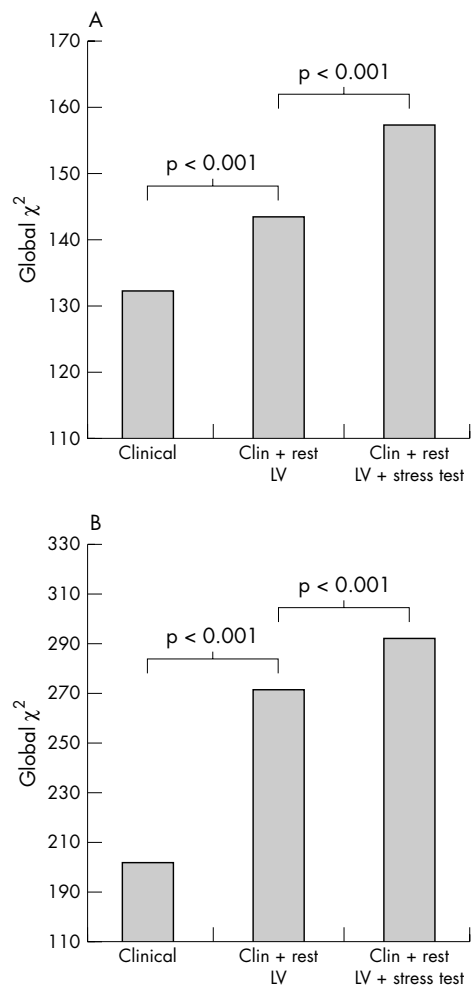 A
170
160
150
140
130
120
110
Global χ²
p < 0.001
p < 0.001
Clinical
Clin + rest
LV
Clin + rest
LV + stress test
B
330
310
290
270
250
230
210
190
110
Global χ²
p < 0.001
p < 0.001
Clinical
Clin + rest
LV
Clin + rest
LV + stress test